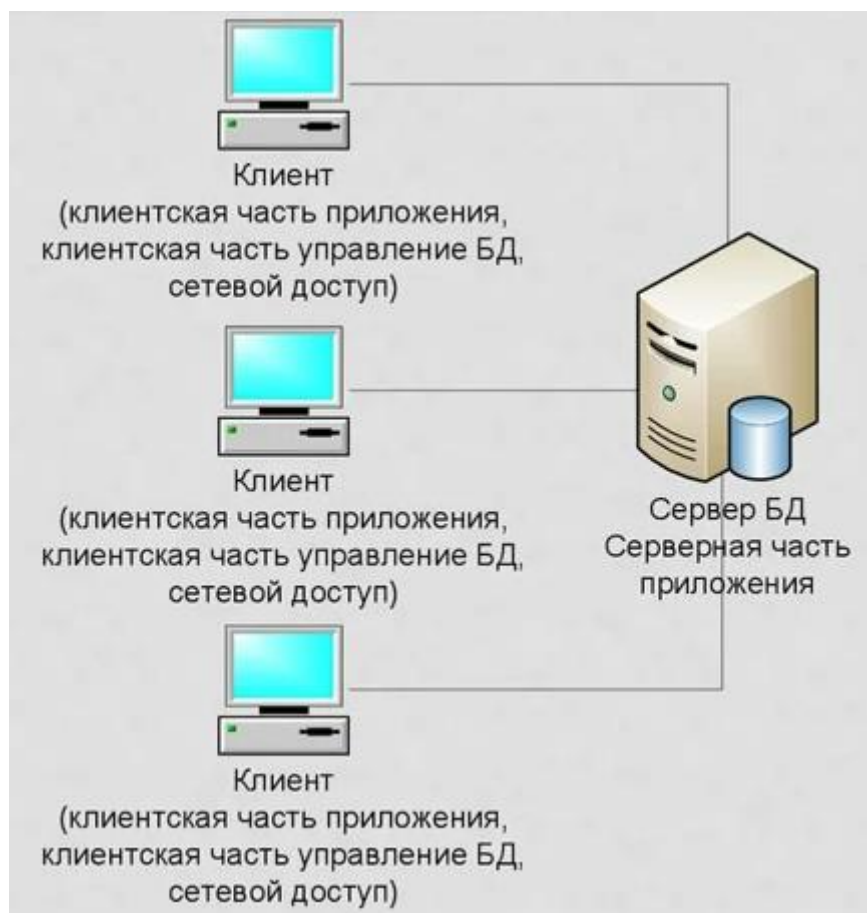 Клиент
(клиентская часть приложения,
клиентская часть управление БД,
сетевой доступ)
Клиент
(клиентская часть приложения,
клиентская часть управление БД,
сетевой доступ)
Сервер БД
Серверная часть
приложения
Клиент
(клиентская часть приложения,
клиентская часть управление БД,
сетевой доступ)